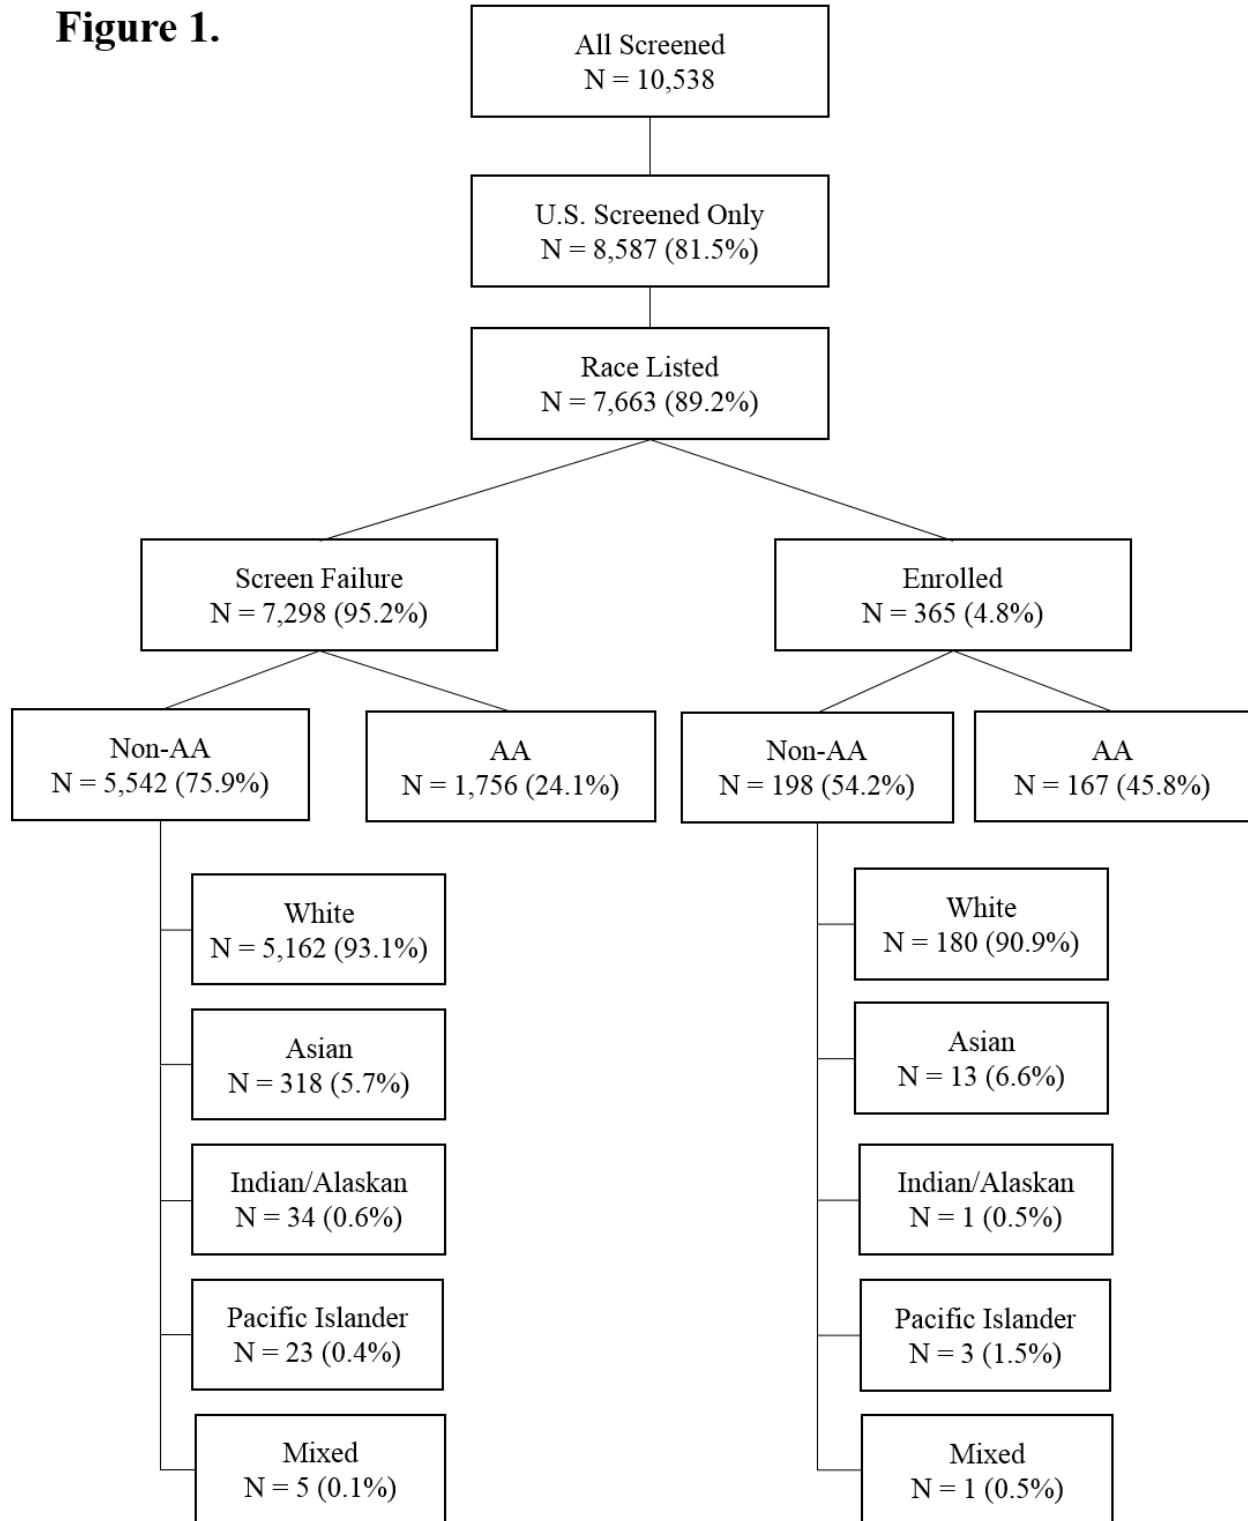 Figure 1.
All Screened
N = 10,538
U.S. Screened Only
N = 8,587 (81.5%)
Race Listed
N = 7,663 (89.2%)
Screen Failure
N = 7,298 (95.2%)
Enrolled
N = 365 (4.8%)
Non-AA
N = 5,542 (75.9%)
AA
N = 1,756 (24.1%)
Non-AA
N = 198 (54.2%)
AA
N = 167 (45.8%)
White
N = 5,162 (93.1%)
Asian
N = 318 (5.7%)
Indian/Alaskan
N = 34 (0.6%)
Pacific Islander
N = 23 (0.4%)
Mixed
N = 5 (0.1%)
White
N = 180 (90.9%)
Asian
N = 13 (6.6%)
Indian/Alaskan
N = 1 (0.5%)
Pacific Islander
N = 3 (1.5%)
Mixed
N = 1 (0.5%)